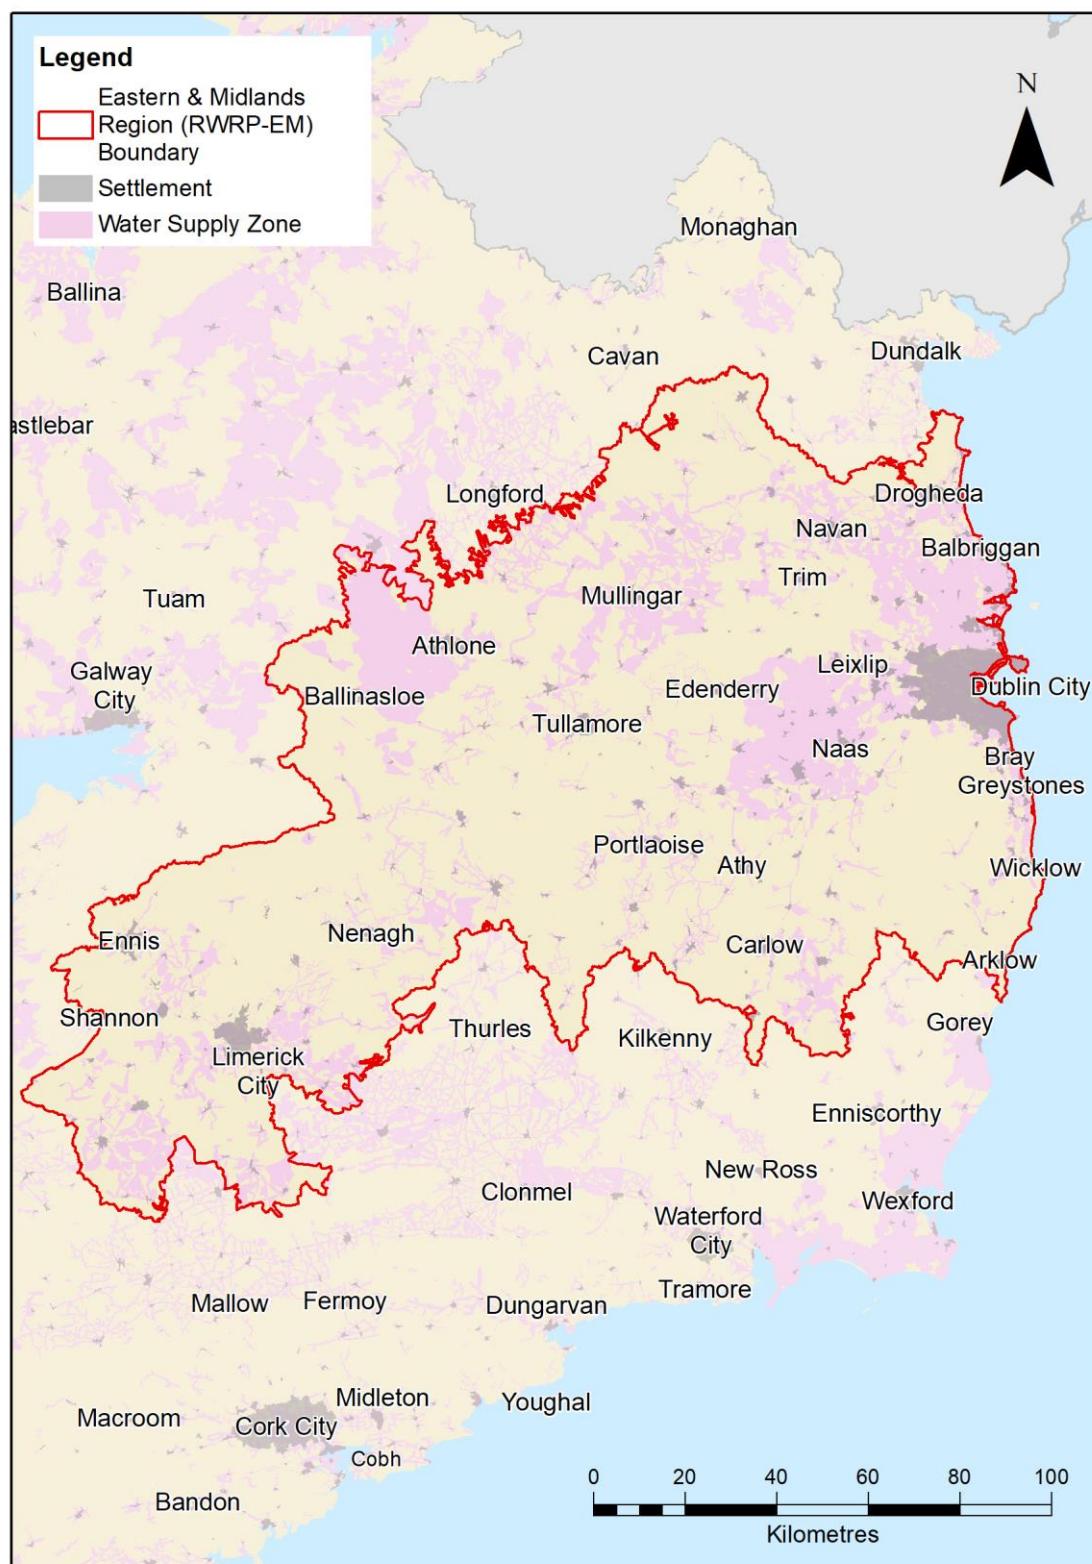 Legend
Eastern & Midlands
Region (RWRP-EM)
Boundary
Settlement
Water Supply Zone
N
Monaghan
Ballina
Cavan
Dundalk
astlebar
Longford
Drogheda
Navan
Balbriggan
Trim
Tuam
Mullingar
Athlone
Galway
City
Leixlip
Ballinasloe
Edenderry
Dublin City
Tullamore
Naas
Bray
Greystones
Portlaoise
Athy
Wicklow
Ennis
Nenagh
Carlow
Arklow
Shannon
Thurles
Kilkenny
Gorey
Limerick
City
Enniscorthy
New Ross
Clonmel
Wexford
Waterford
City
Tramore
Mallow
Fermoy
Dungarvan
Midleton
Youghal
Macroom
Cork City
Cobh
Bandon
0 20 40 60 80 100
Kilometres